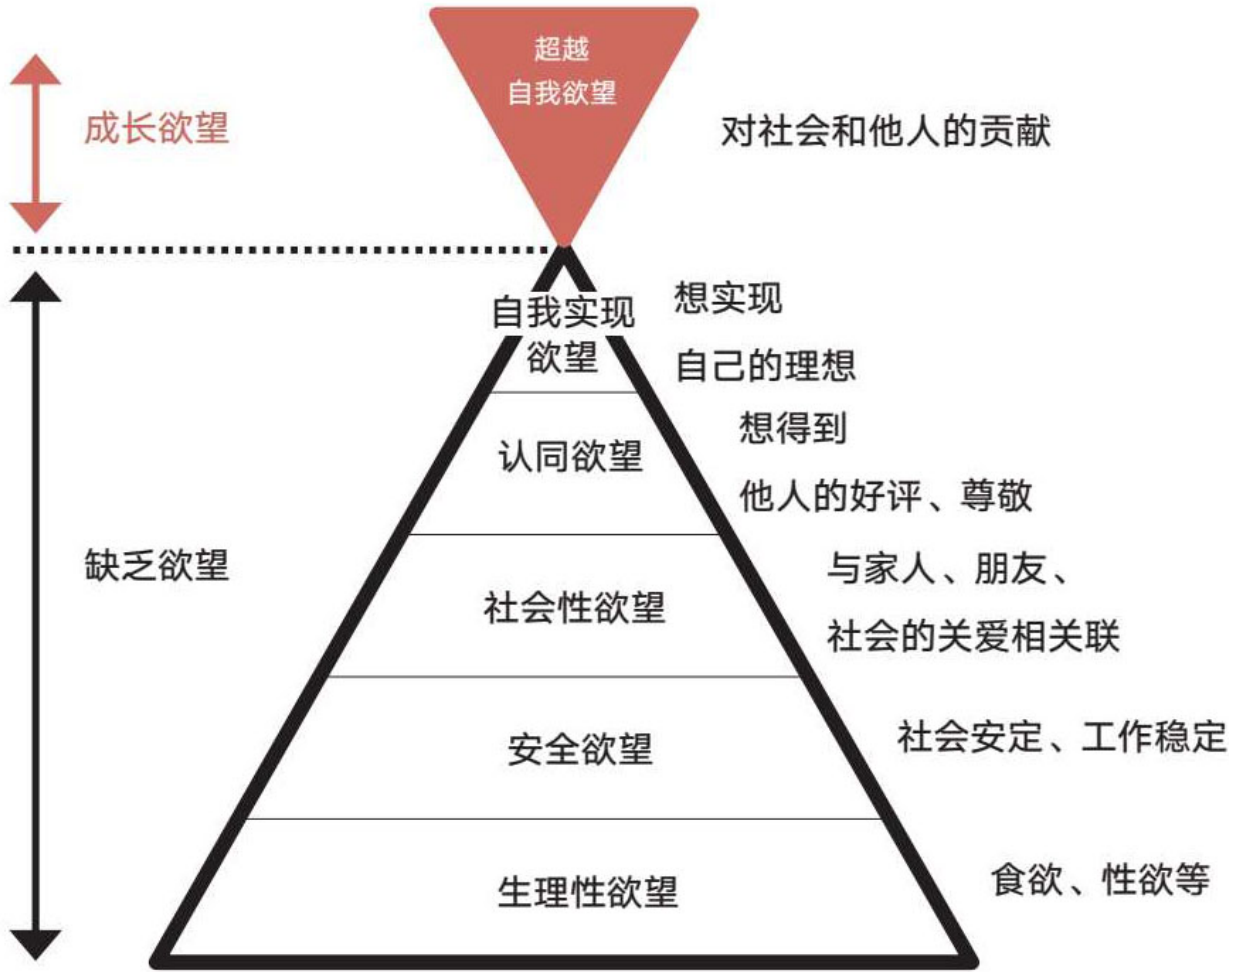 超越
自我欲望
成长欲望
对社会和他人的贡献
自我实现
欲望
想实现
自己的理想
认同欲望
想得到
他人的好评、尊敬
缺乏欲望
社会性欲望
与家人、朋友、
社会的关爱相关联
安全欲望
社会安定、工作稳定
生理性欲望
食欲、性欲等